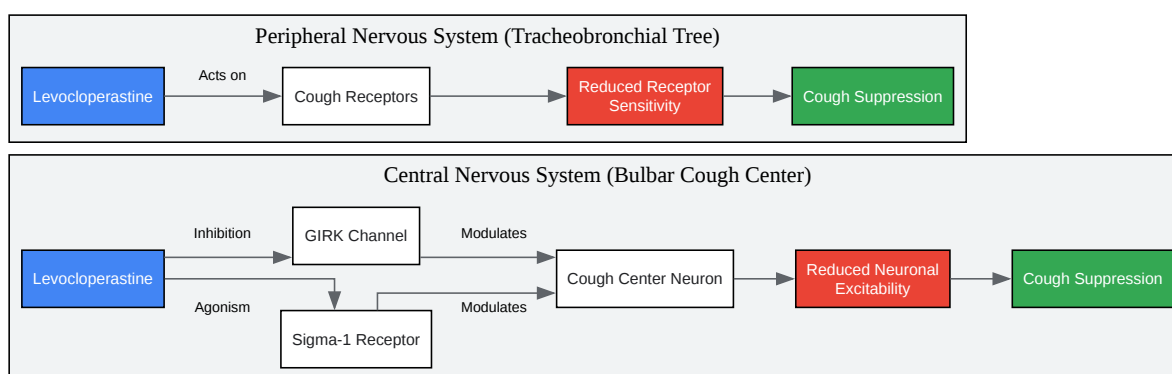 Peripheral Nervous System (Tracheobronchial Tree)
Levocloperastine
Acts on
Cough Receptors
Reduced Receptor
Sensitivity
Cough Suppression
Central Nervous System (Bulbar Cough Center)
Levocloperastine
Inhibition
GIRK Channel
Modulates
Agonism
Sigma-1 Receptor
Modulates
Cough Center Neuron
Reduced Neuronal
Excitability
Cough Suppression